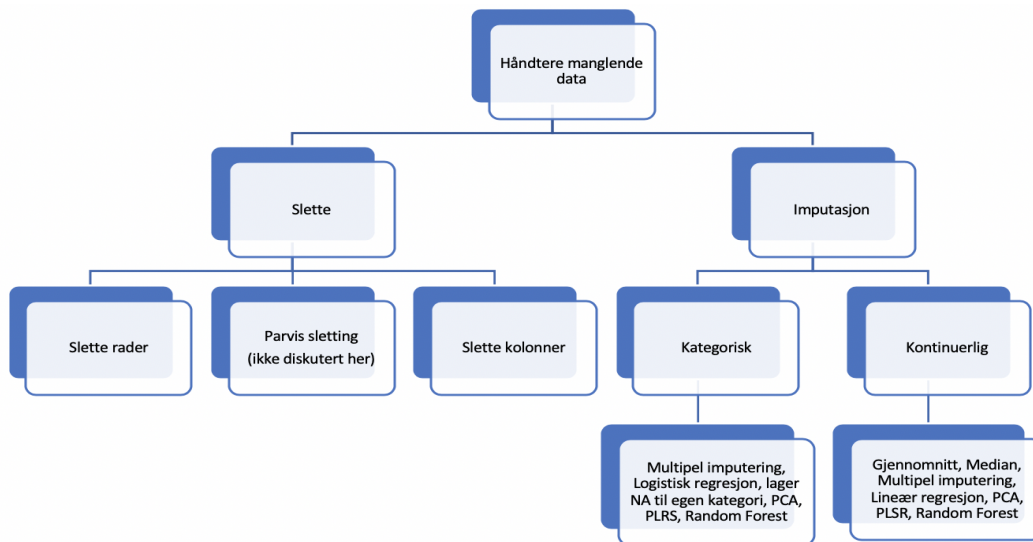 Håndtere manglende
data
Slette
Imputasjon
Slette rader
Parvis sletting
(ikke diskutert her)
Slette kolonner
Kategorisk
Kontinuerlig
Multipel imputering,
Logistisk regresjon, lager
NA til egen kategori, PCA,
PLRS, Random Forest
Gjennomnitt, Median,
Multipel imputering,
Lineær regresjon, PCA,
PLSR, Random Forest